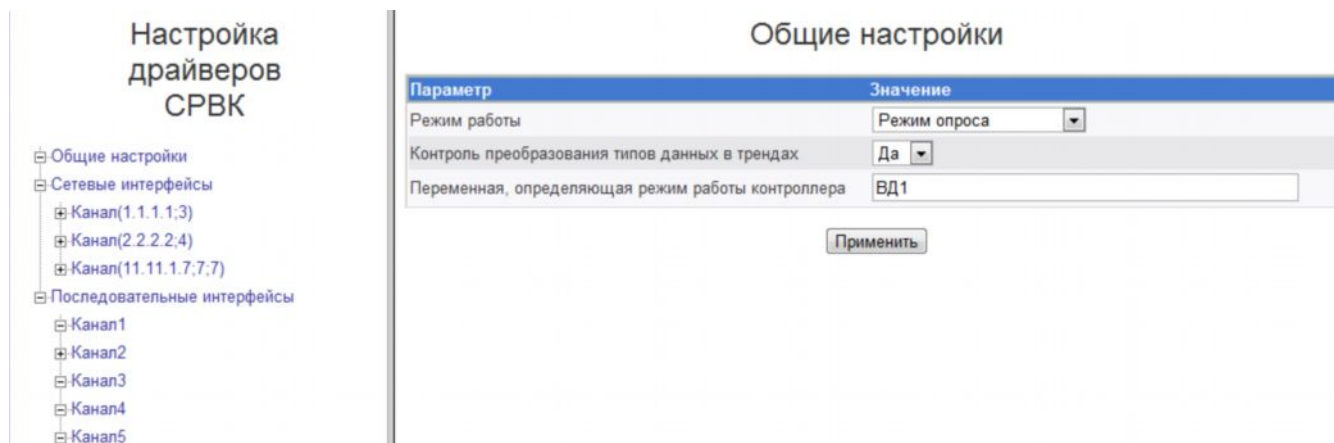 Настройка
драйверов
СРВК
Общие настройки
Сетевые интерфейсы
Канал(1.1.1.1;3)
Канал(2.2.2.2;4)
Канал(11.11.1.7;7;7)
Последовательные интерфейсы
Канал1
Канал2
Канал3
Канал4
Канал5
Общие настройки
Параметр Значение
Режим работы Режим опроса
Контроль преобразования типов данных в трендах Да
Переменная, определяющая режим работы контроллера ВД1
Применить